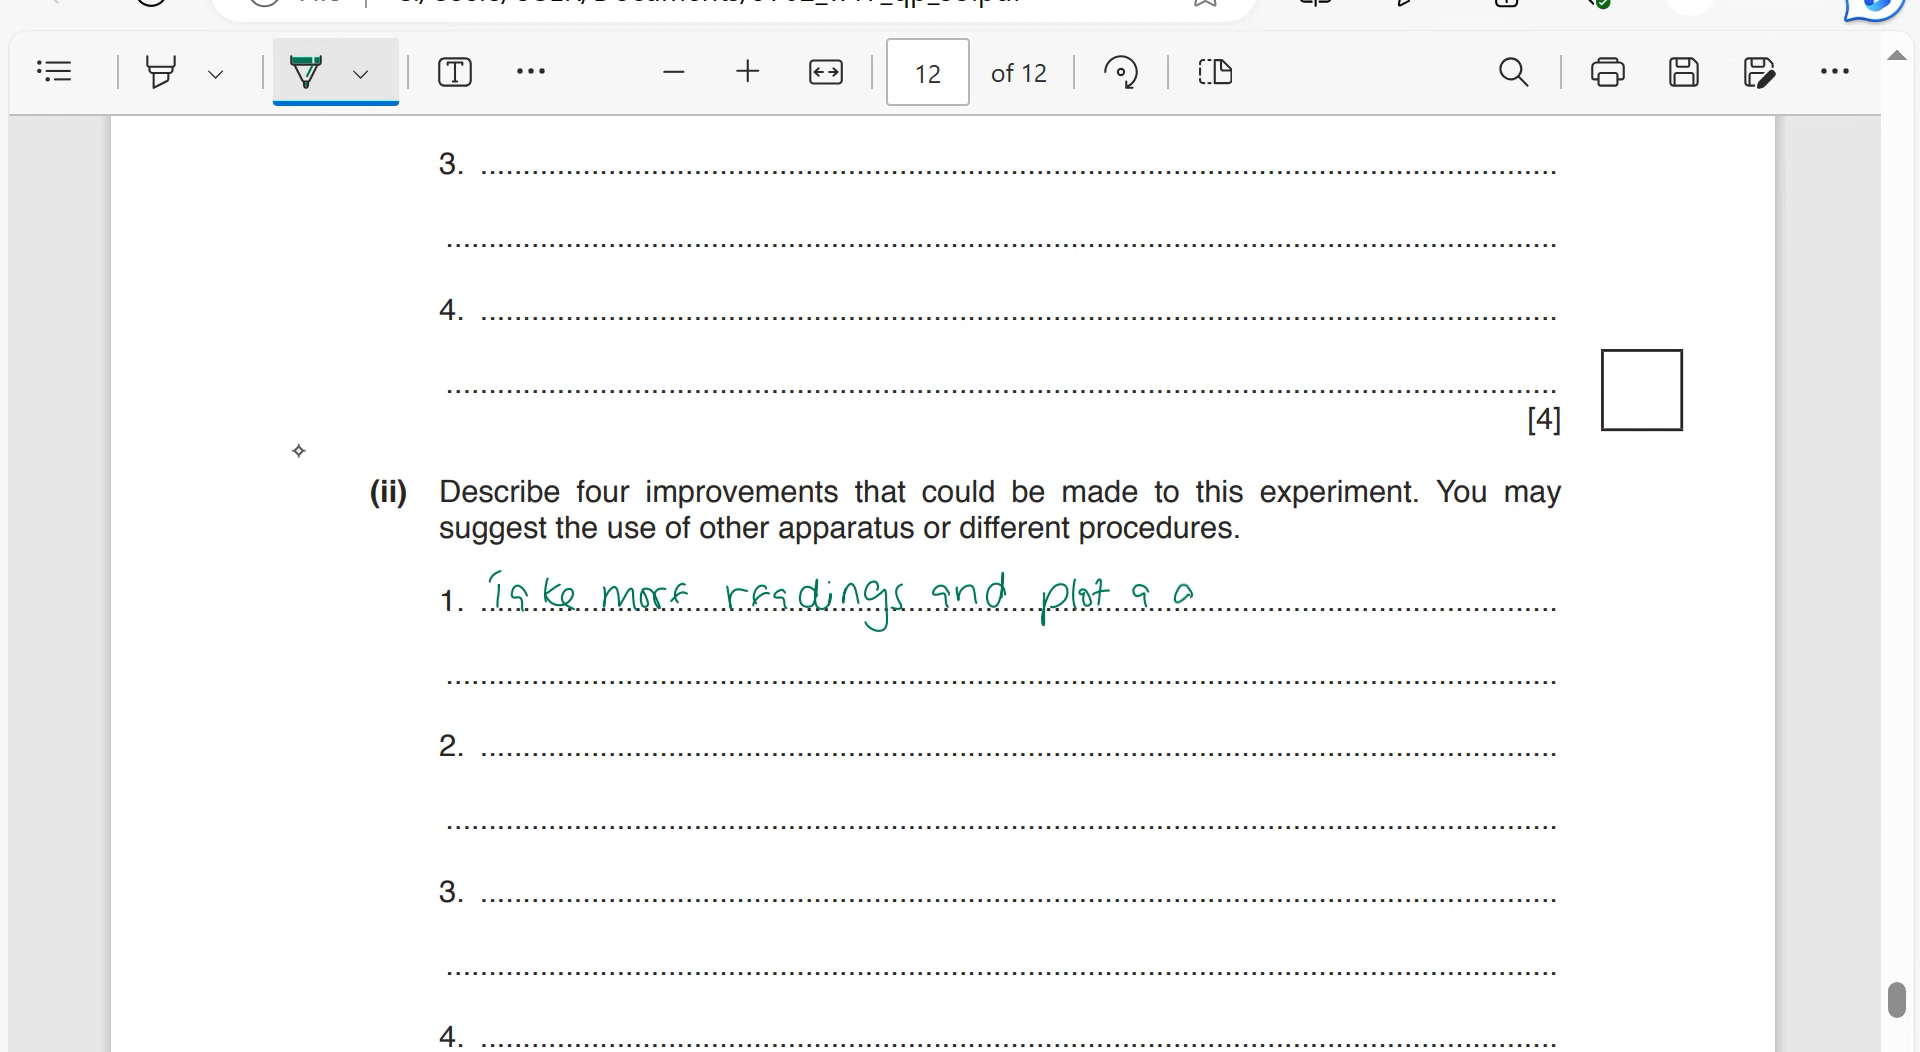 12 of 12
3. ........................................
........................................
4. ........................................
........................................
[4]
(ii) Describe four improvements that could be made to this experiment. You may
suggest the use of other apparatus or different procedures.
1. Take more readings and plot a
........................................
2. ........................................
........................................
3. ........................................
........................................
4. ........................................